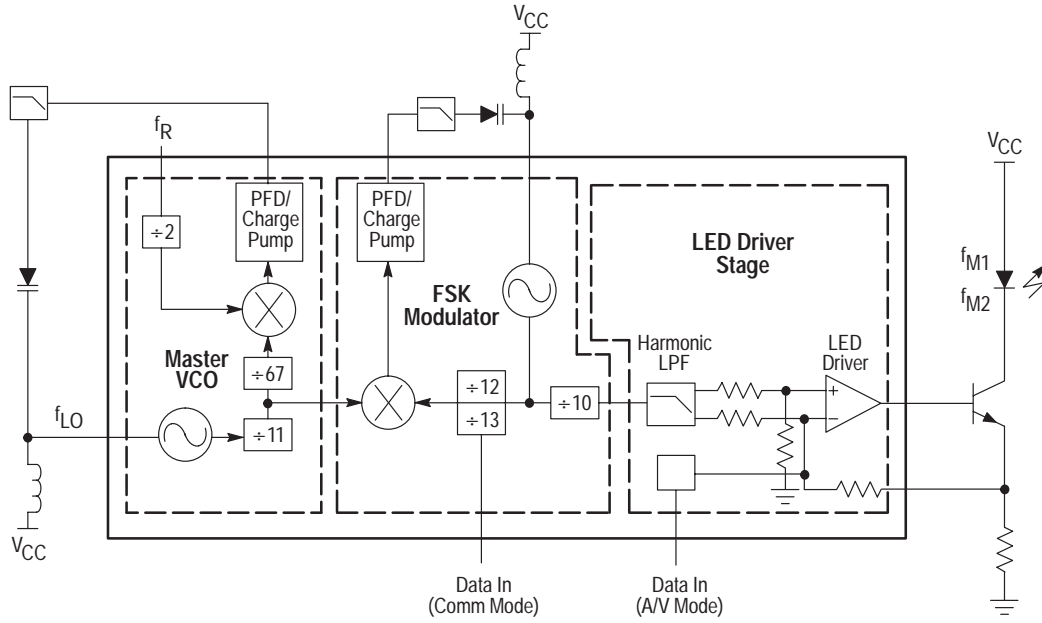 VCC
fR
VCC
PFD/
Charge
Pump
PFD/
Charge
Pump
÷2
LED Driver
Stage
fM1
fM2
FSK
Modulator
Master
VCO
Harmonic
LPF
LED
Driver
÷67
÷12
÷13
÷10
+
−
fLO
÷11
VCC
Data In
(Comm Mode)
Data In
(A/V Mode)